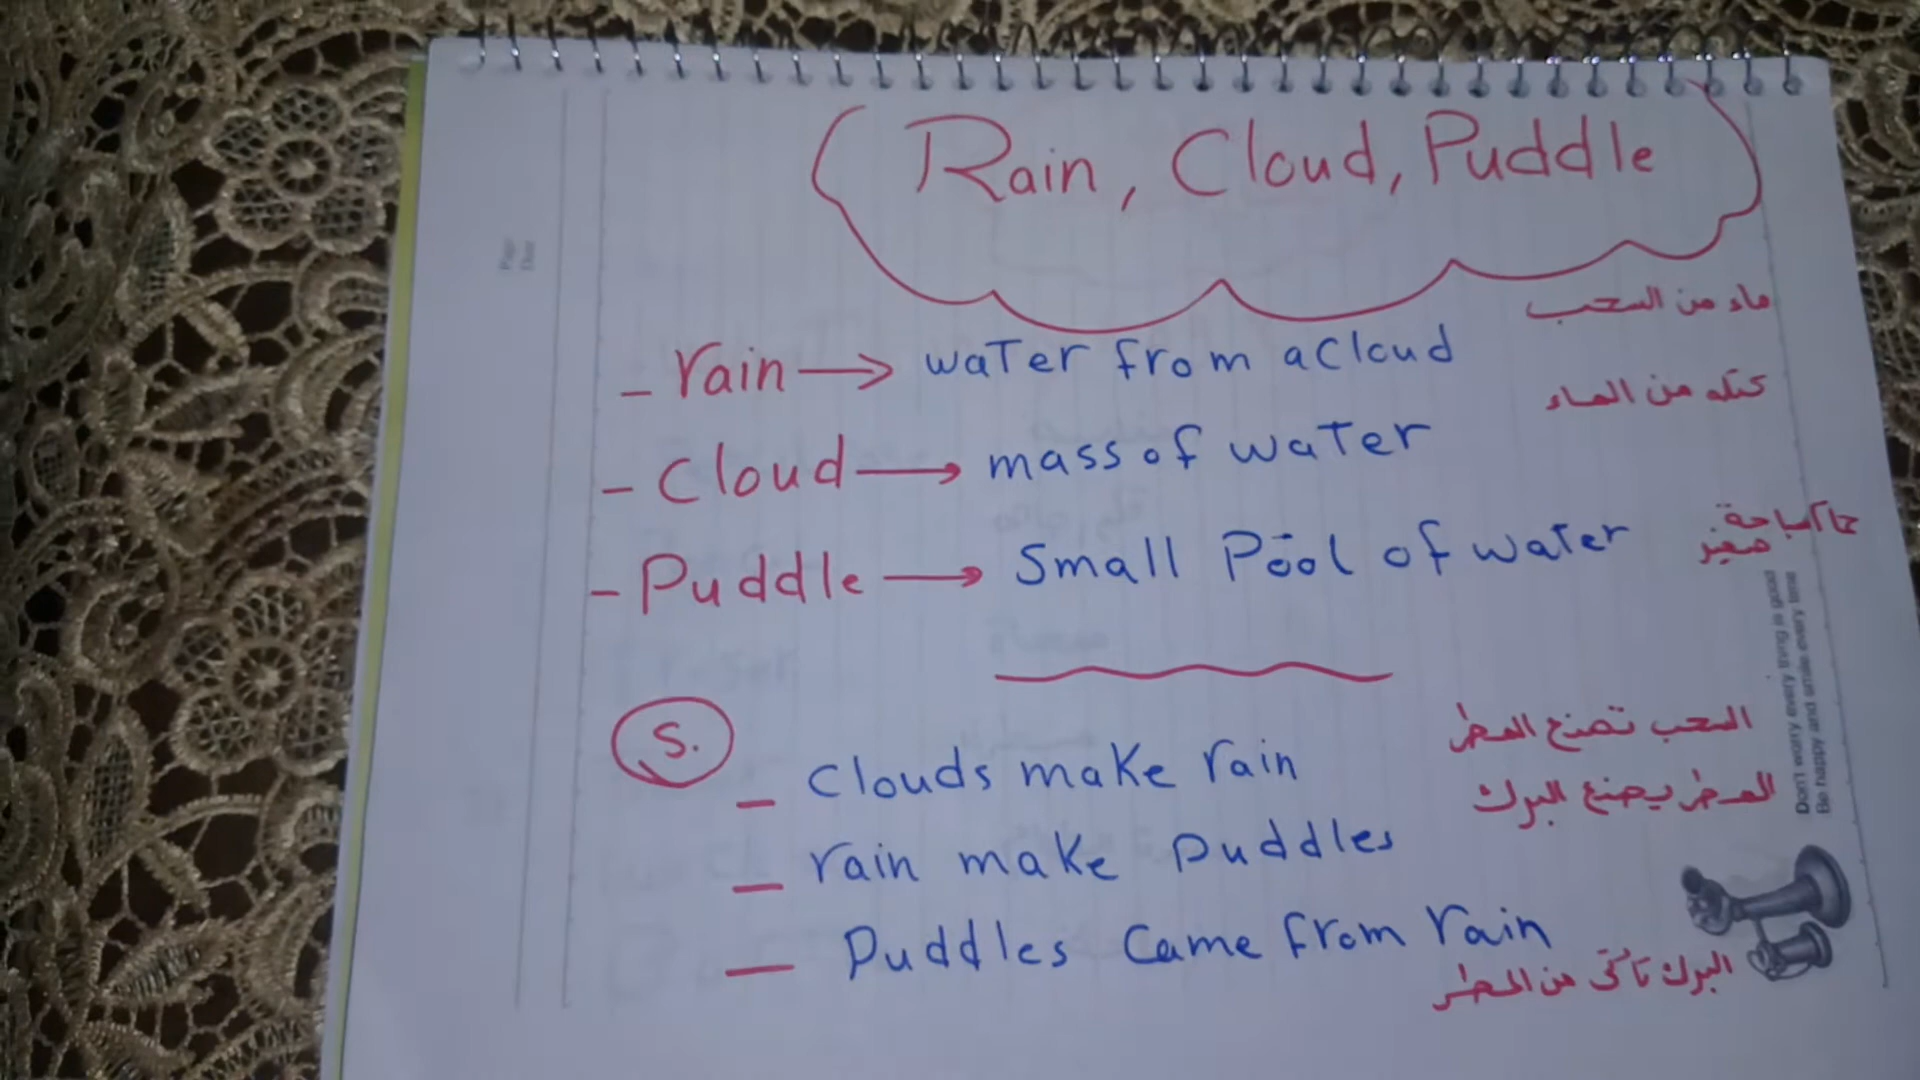 Rain, Cloud, Puddle
ماء من السحب
- rain → water from a Cloud
كتله من الماء
- Cloud → mass of water
- Puddle → Small Pool of water
صغير
S.
السحب تصنع المطر
- Clouds make rain
المطر يصنع البرك
- rain make puddles
- Puddles Came from rain
البرك تأتى من المطر
Don't worry every thing is good
Be happy and smile every time
Page
Date